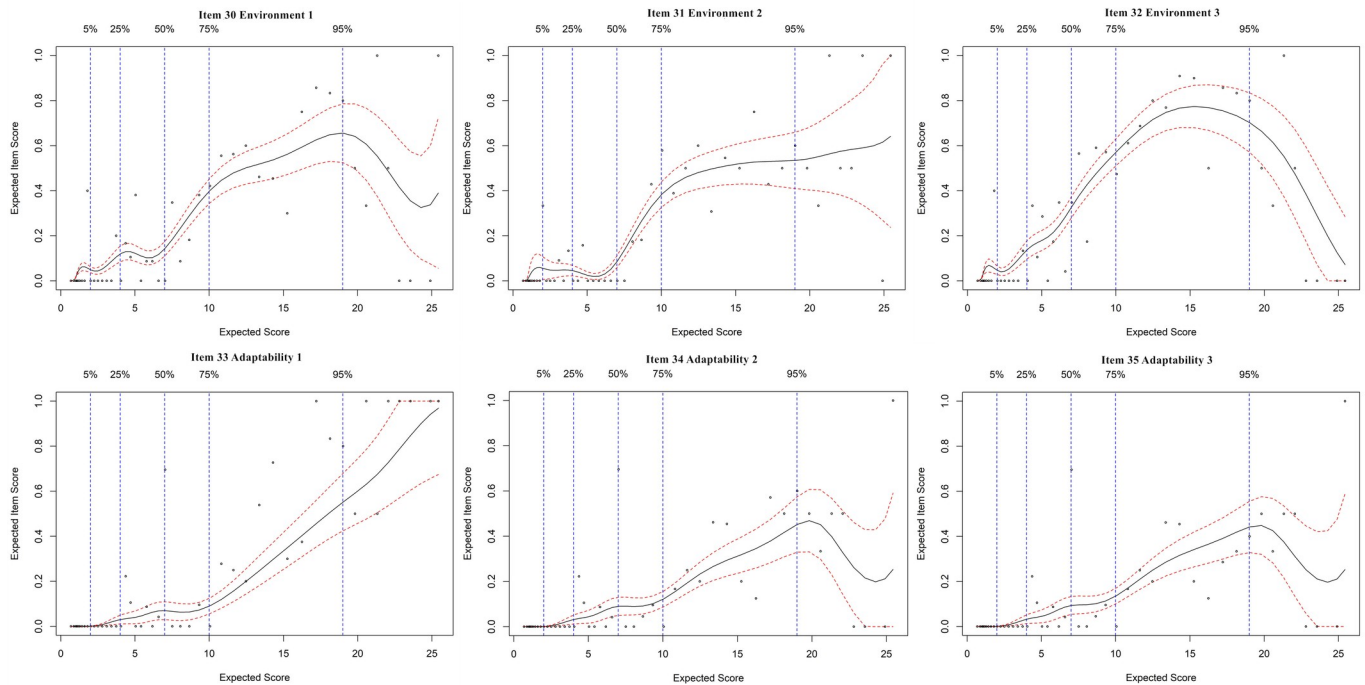 Item 30 Environment 1
5% 25% 50% 75% 95%
Expected Item Score
1.0
0.8
0.6
0.4
0.2
0.0
0 5 10 15 20 25
Expected Score
Item 31 Environment 2
5% 25% 50% 75% 95%
Expected Item Score
1.0
0.8
0.6
0.4
0.2
0.0
0 5 10 15 20 25
Expected Score
Item 32 Environment 3
5% 25% 50% 75% 95%
Expected Item Score
1.0
0.8
0.6
0.4
0.2
0.0
0 5 10 15 20 25
Expected Score
Item 33 Adaptability 1
5% 25% 50% 75% 95%
Expected Item Score
1.0
0.8
0.6
0.4
0.2
0.0
0 5 10 15 20 25
Expected Score
Item 34 Adaptability 2
5% 25% 50% 75% 95%
Expected Item Score
1.0
0.8
0.6
0.4
0.2
0.0
0 5 10 15 20 25
Expected Score
Item 35 Adaptability 3
5% 25% 50% 75% 95%
Expected Item Score
1.0
0.8
0.6
0.4
0.2
0.0
0 5 10 15 20 25
Expected Score